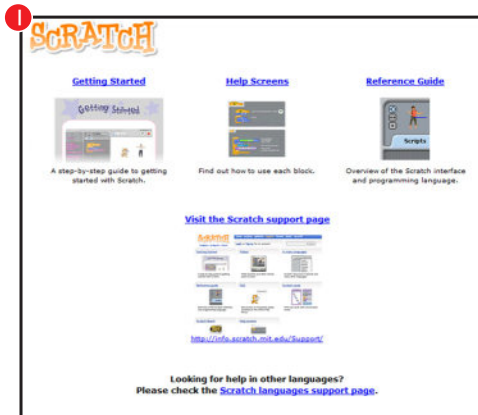 1
SCRATCH
Getting Started
Help Screens
Reference Guide
Getting Started
Scripts
A step-by-step guide to getting
started with Scratch.
Find out how to use each block.
Overview of the Scratch interface
and programming language.
Visit the Scratch support page
http://info.scratch.mit.edu/Support/
Looking for help in other languages?
Please check the Scratch languages support page.